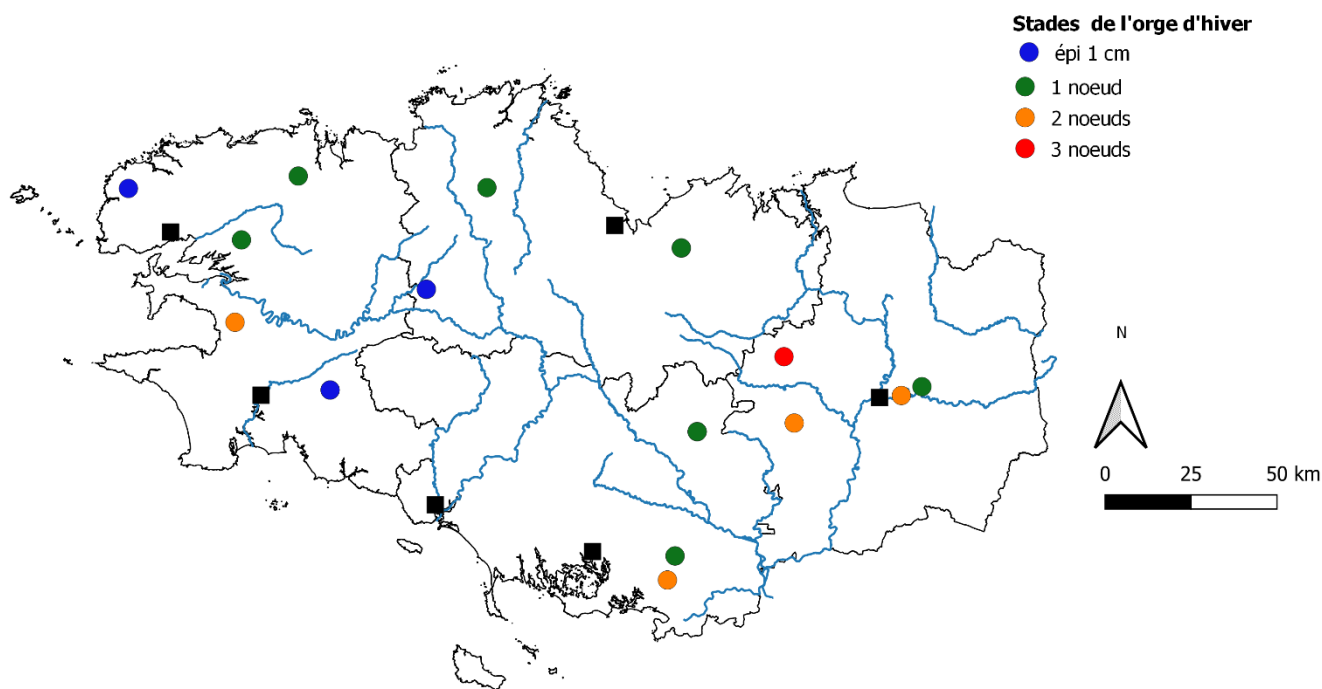 Stades de l'orge d'hiver
épi 1 cm
1 noeud
2 noeuds
3 noeuds
N
0 25 50 km